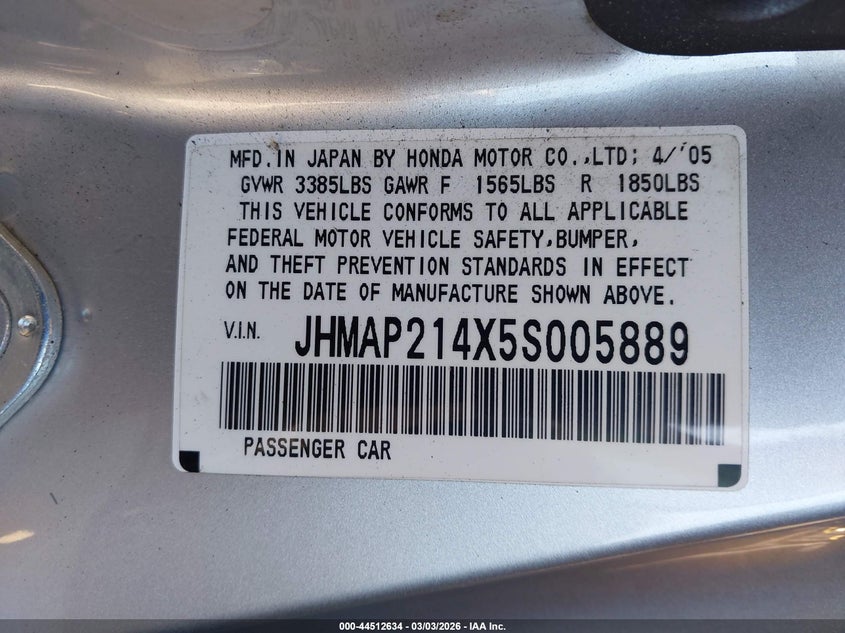 MFD.IN JAPAN BY HONDA MOTOR CO.,LTD; 4/'05
GVWR 3385LBS GAWR F 1565LBS R 1850LBS
THIS VEHICLE CONFORMS TO ALL APPLICABLE
FEDERAL MOTOR VEHICLE SAFETY,BUMPER,
AND THEFT PREVENTION STANDARDS IN EFFECT
ON THE DATE OF MANUFACTURE SHOWN ABOVE.
V.I.N. JHMAP214X5S005889
PASSENGER CAR
000-44512634 - 03/03/2026 - IAA Inc.